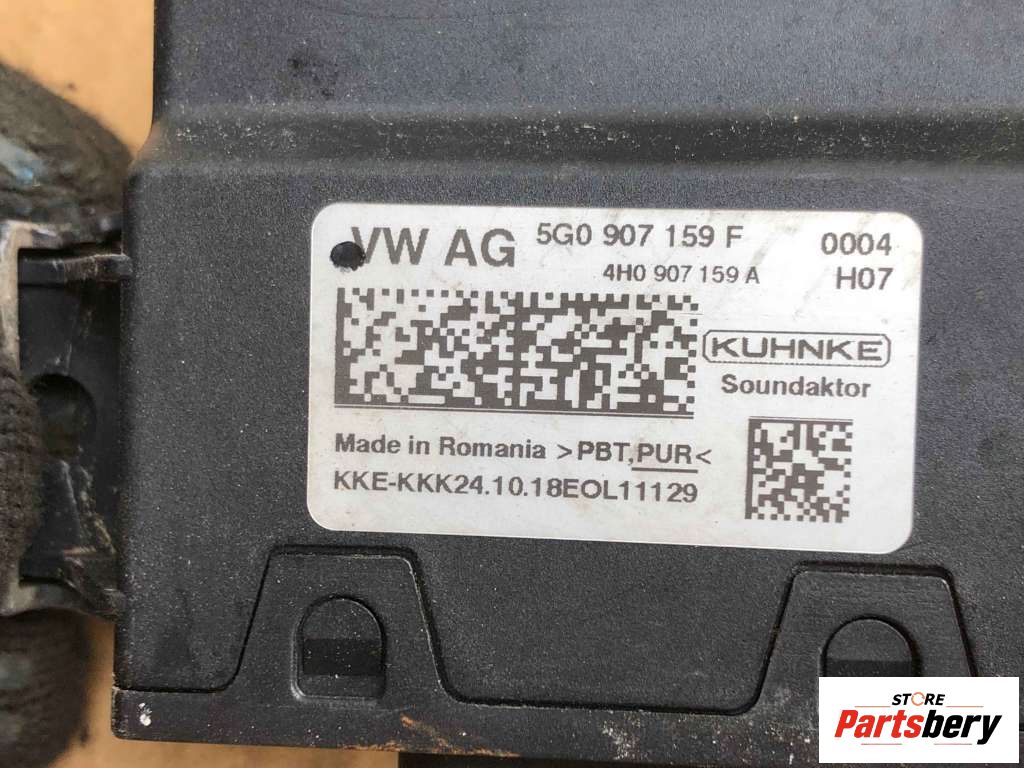 VW AG 5G0 907 159 F 0004
4H0 907 159 A H07
KUHNKE
Soundaktor
Made in Romania >PBT,PUR<
KKE-KKK24.10.18EOL11129
STORE
Partsbery